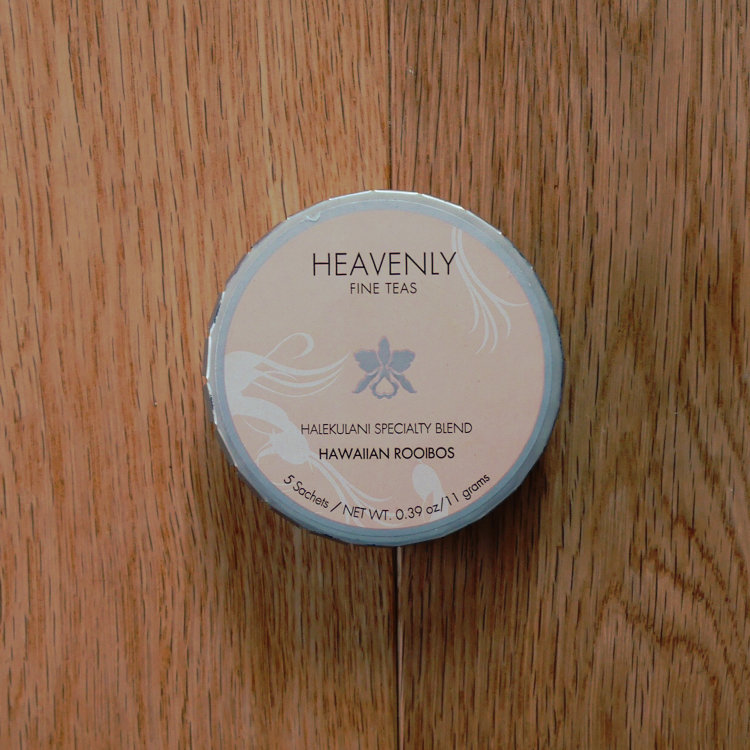 HEAVENLY
FINE TEAS
HALEKULANI SPECIALTY BLEND
HAWAIIAN ROOIBOS
5 Sachets / NET WT. 0.39 oz/11 grams